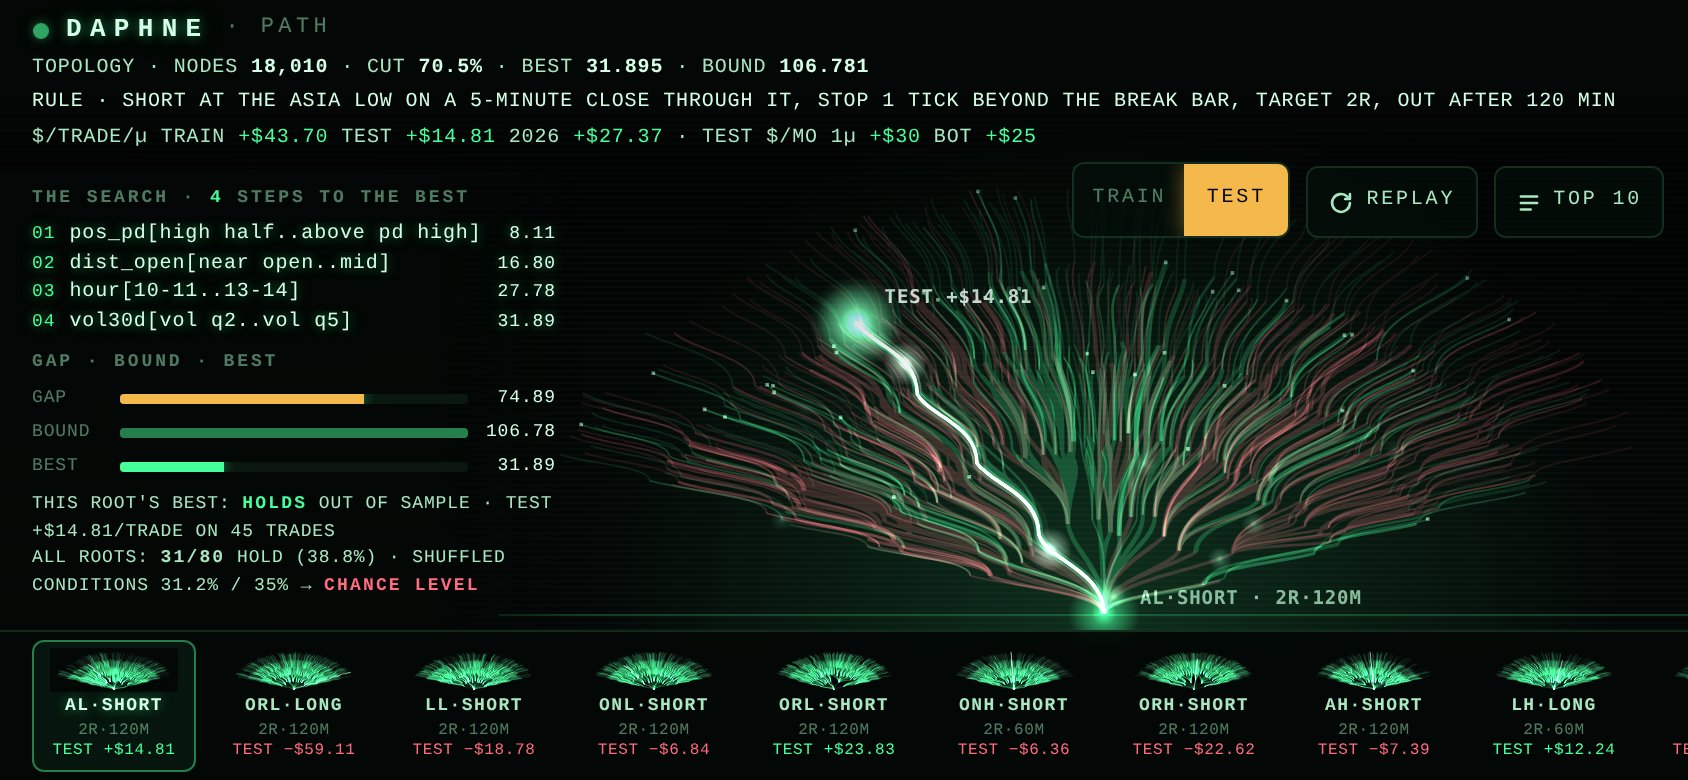 DAPHNE · PATH
TOPOLOGY · NODES 18,010 · CUT 70.5% · BEST 31.895 · BOUND 106.781
RULE · SHORT AT THE ASIA LOW ON A 5-MINUTE CLOSE THROUGH IT, STOP 1 TICK BEYOND THE BREAK BAR, TARGET 2R, OUT AFTER 120 MIN
$/TRADE/µ TRAIN +$43.70 TEST +$14.81 2026 +$27.37 · TEST $/MO 1µ +$30 BOT +$25
TRAIN TEST REPLAY TOP 10
THE SEARCH · 4 STEPS TO THE BEST
01 pos_pd[high half..above pd high] 8.11
02 dist_open[near open..mid] 16.80
03 hour[10-11..13-14] 27.78
04 vol30d[vol q2..vol q5] 31.89
GAP · BOUND · BEST
GAP 74.89
BOUND 106.78
BEST 31.89
THIS ROOT'S BEST: HOLDS OUT OF SAMPLE · TEST
+$14.81/TRADE ON 45 TRADES
ALL ROOTS: 31/80 HOLD (38.8%) · SHUFFLED
CONDITIONS 31.2% / 35% → CHANCE LEVEL
TEST +$14.81
AL·SHORT · 2R·120M
AL·SHORT ORL·LONG LL·SHORT ONL·SHORT ORL·SHORT ONH·SHORT ORH·SHORT AH·SHORT LH·LONG
2R·120M 2R·120M 2R·120M 2R·120M 2R·120M 2R·60M 2R·120M 2R·120M 2R·60M
TEST +$14.81 TEST −$59.11 TEST −$18.78 TEST −$6.84 TEST +$23.83 TEST −$6.36 TEST −$22.62 TEST −$7.39 TEST +$12.24